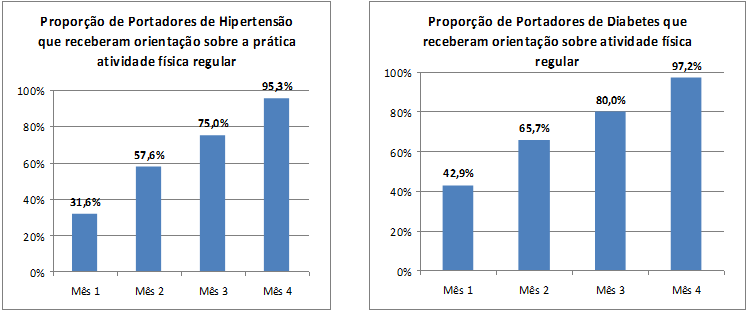 Proporção de Portadores de Hipertensão
que receberam orientação sobre a prática
atividade física regular
100%
80%
60%
40%
20%
0%
31,6%
57,6%
75,0%
95,3%
Mês 1
Mês 2
Mês 3
Mês 4
Proporção de Portadores de Diabetes que
receberam orientação sobre atividade física
regular
100%
80%
60%
40%
20%
0%
42,9%
65,7%
80,0%
97,2%
Mês 1
Mês 2
Mês 3
Mês 4